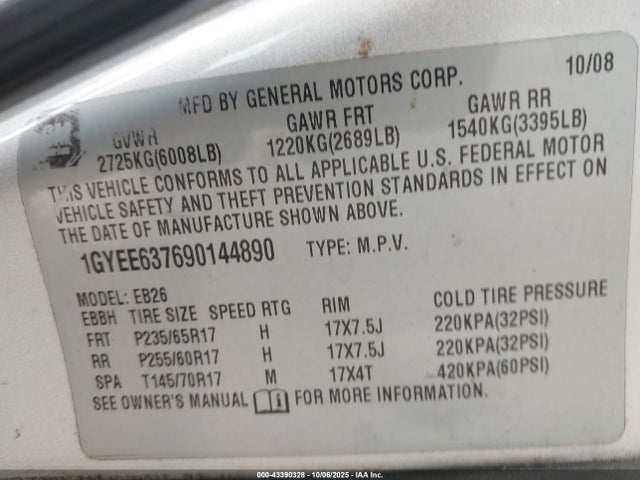 10/08
MFD BY GENERAL MOTORS CORP.
GVWR GAWR FRT GAWR RR
2725KG(6008LB) 1220KG(2689LB) 1540KG(3395LB)
THIS VEHICLE CONFORMS TO ALL APPLICABLE U.S. FEDERAL MOTOR
VEHICLE SAFETY AND THEFT PREVENTION STANDARDS IN EFFECT ON
THE DATE OF MANUFACTURE SHOWN ABOVE.
1GYEE637690144890 TYPE: M.P.V.
MODEL: EB26
EBBH TIRE SIZE SPEED RTG RIM COLD TIRE PRESSURE
FRT P235/65R17 H 17X7.5J 220KPA(32PSI)
RR P255/60R17 H 17X7.5J 220KPA(32PSI)
SPA T145/70R17 M 17X4T 420KPA(60PSI)
SEE OWNER'S MANUAL FOR MORE INFORMATION.
000-43390328 - 10/06/2025 - IAA Inc.